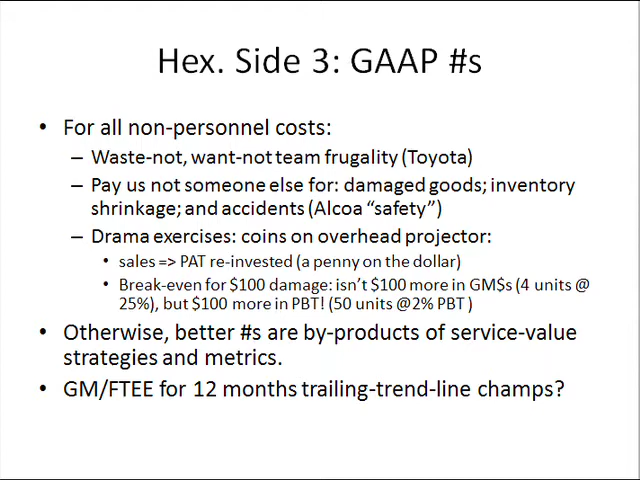 Hex. Side 3: GAAP #s
• For all non-personnel costs:
– Waste-not, want-not team frugality (Toyota)
– Pay us not someone else for: damaged goods; inventory
shrinkage; and accidents (Alcoa “safety”)
– Drama exercises: coins on overhead projector:
• sales => PAT re-invested (a penny on the dollar)
• Break-even for $100 damage: isn’t $100 more in GM$s (4 units @
25%), but $100 more in PBT! (50 units @2% PBT )
• Otherwise, better #s are by-products of service-value
strategies and metrics.
• GM/FTEE for 12 months trailing-trend-line champs?